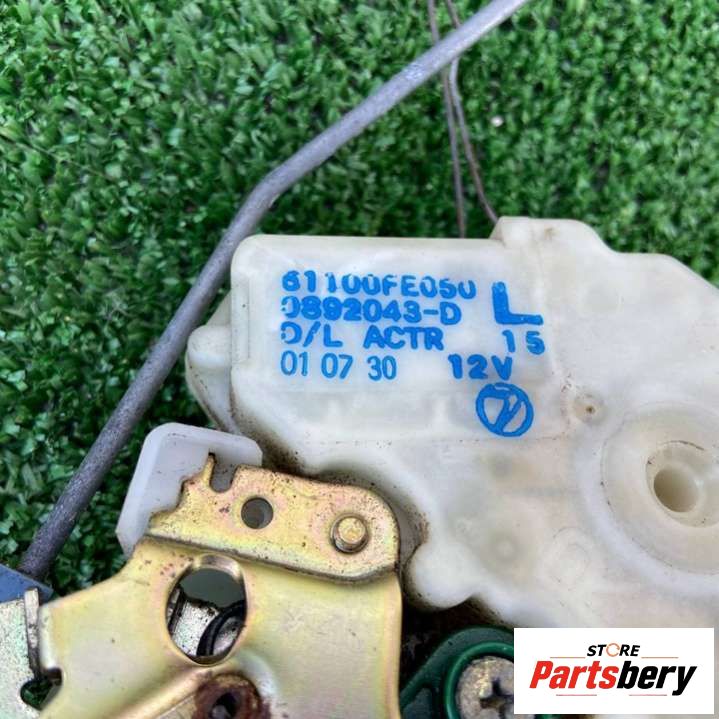 61100FE050
0892043-D L
D/L ACTR 15
01 07 30 12V
STORE
Partsbery